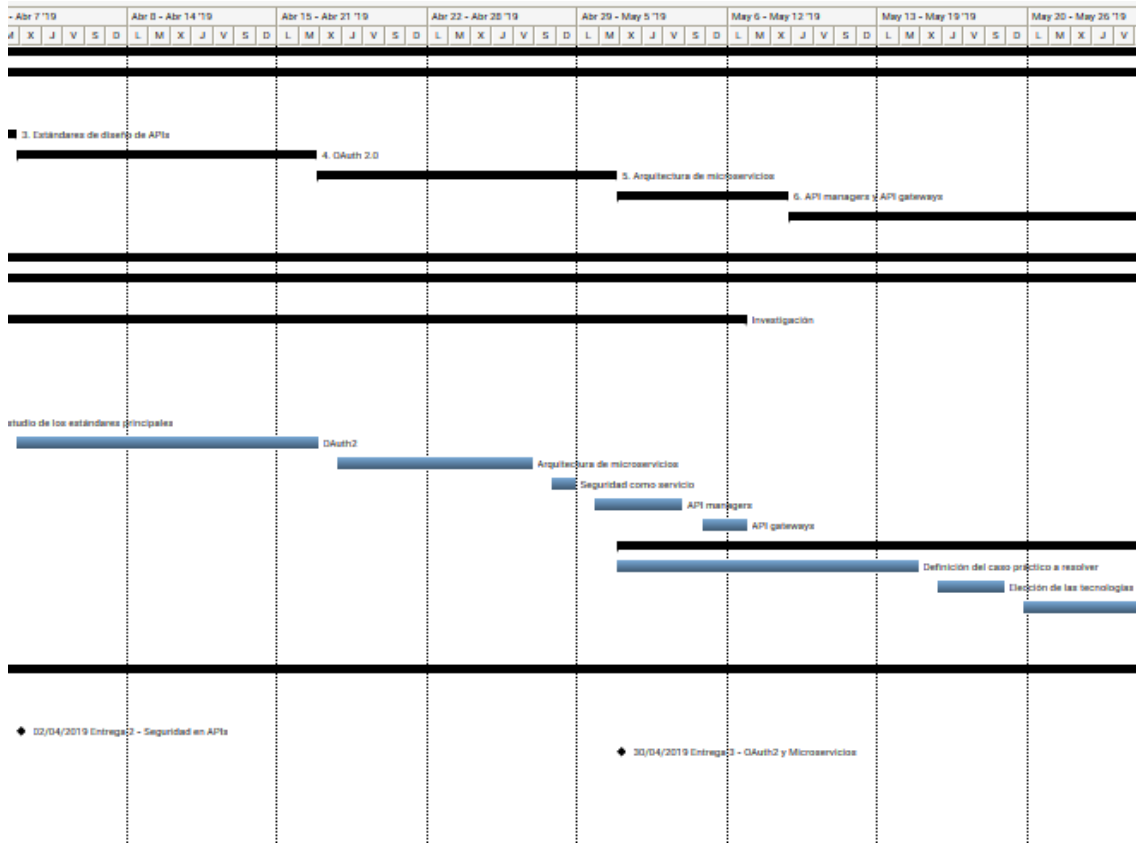 - Abr 7 '19 Abr 8 - Abr 14 '19 Abr 15 - Abr 21 '19 Abr 22 - Abr 28 '19 Abr 29 - May 5 '19 May 6 - May 12 '19 May 13 - May 19 '19 May 20 - May 26 '19
M X J V S D L M X J V S D L M X J V S D L M X J V S D L M X J V S D L M X J V S D L M X J V S D L M X J V
3. Estándares de diseño de APIs
4. OAuth 2.0
5. Arquitectura de microservicios
6. API managers y API gateways
Investigación
studio de los estándares principales
OAuth2
Arquitectura de microservicios
Seguridad como servicio
API managers
API gateways
Definición del caso práctico a resolver
Elección de las tecnologías
02/04/2019 Entrega 2 - Seguridad en APIs
30/04/2019 Entrega 3 - OAuth2 y Microservicios